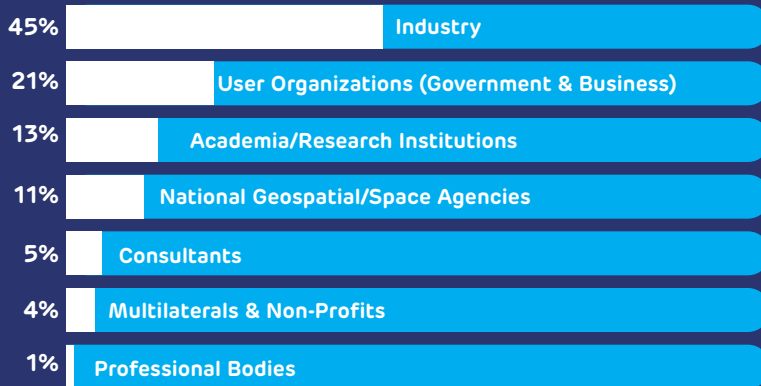 45% Industry
21% User Organizations (Government & Business)
13% Academia/Research Institutions
11% National Geospatial/Space Agencies
5% Consultants
4% Multilaterals & Non-Profits
1% Professional Bodies